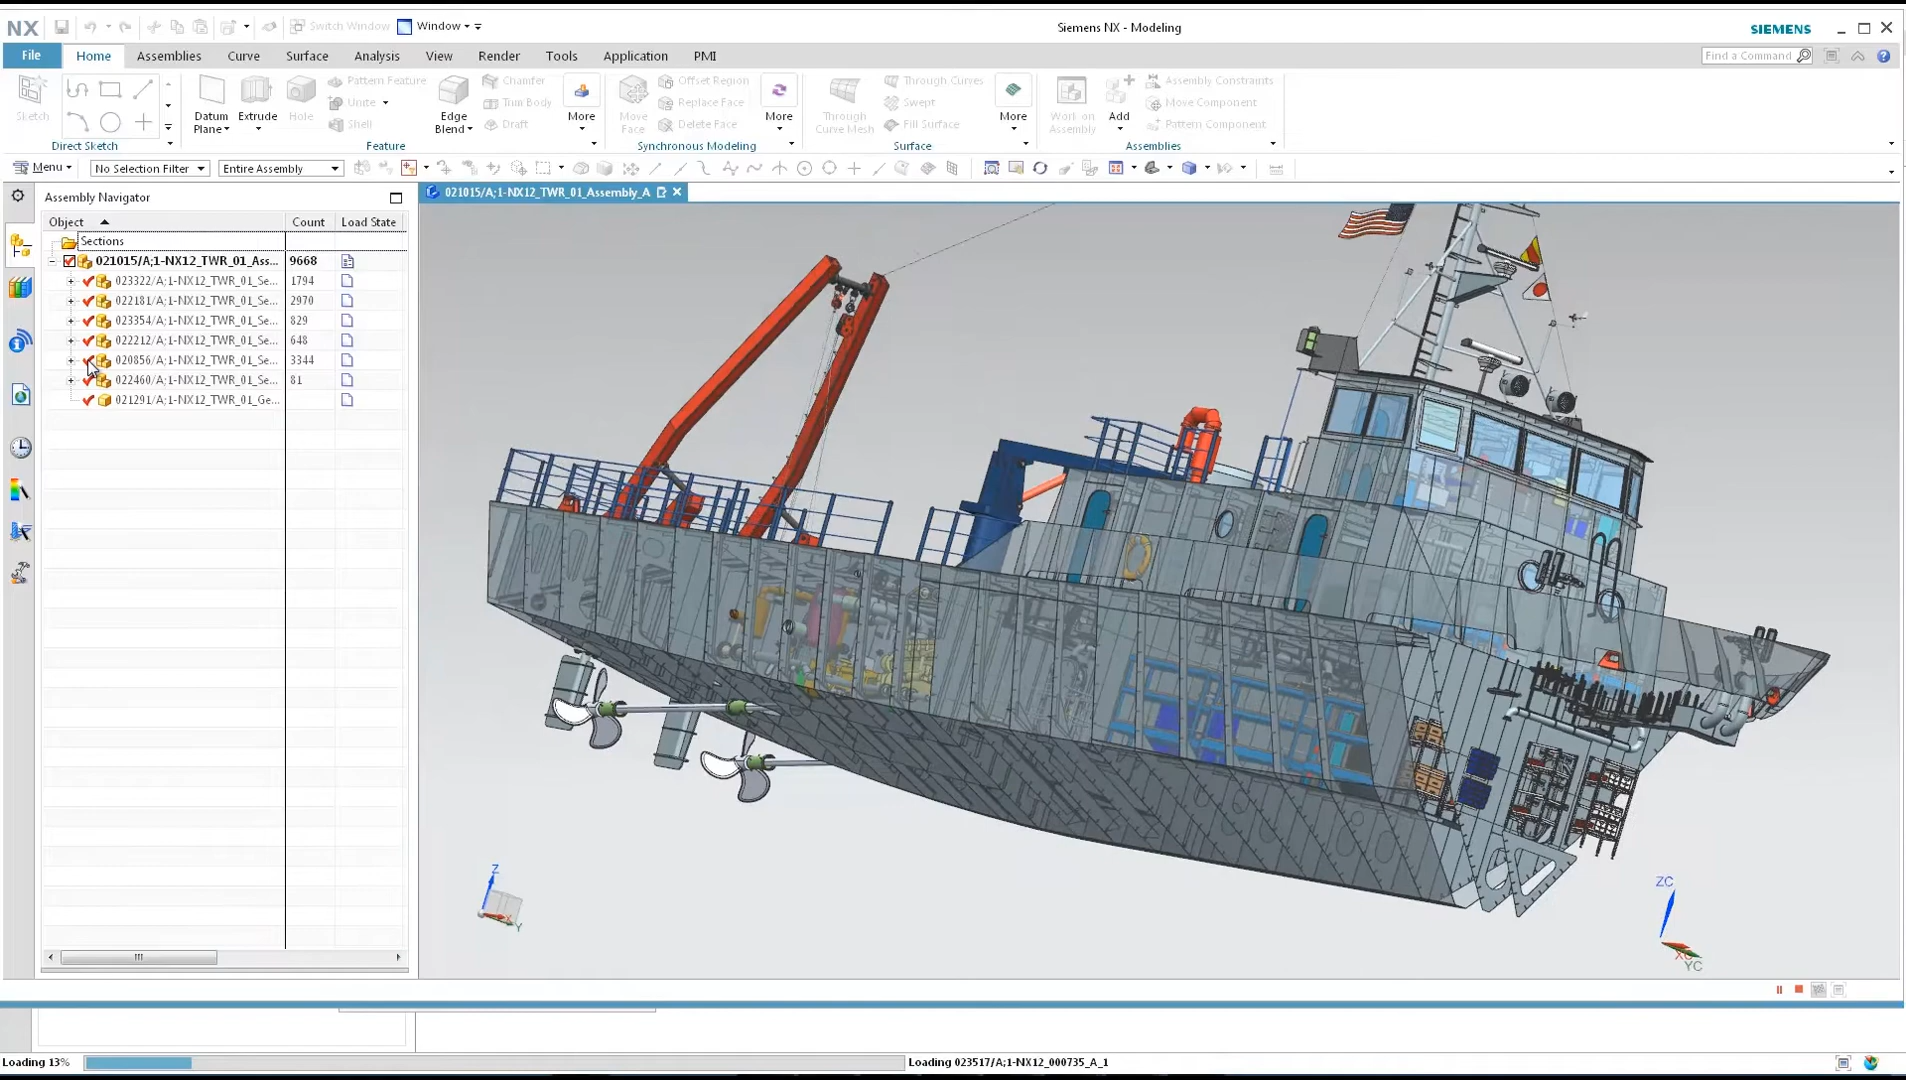 NX Switch Window Window Siemens NX - Modeling SIEMENS
File Home Assemblies Curve Surface Analysis View Render Tools Application PMI Find a Command
Sketch
Datum Plane
Extrude
Hole
Pattern Feature
Unite
Shell
Edge Blend
Chamfer
Trim Body
Draft
More
Move Face
Offset Region
Replace Face
Delete Face
More
Through Curve Mesh
Through Curves
Swept
Fill Surface
More
Work on Assembly
Add
Assembly Constraints
Move Component
Pattern Component
Direct Sketch Feature Synchronous Modeling Surface Assemblies
Menu No Selection Filter Entire Assembly
Assembly Navigator
021015/A;1-NX12_TWR_01_Assembly_A
Object Count Load State
Sections
021015/A;1-NX12_TWR_01_Ass... 9668
023322/A;1-NX12_TWR_01_Se... 1794
022181/A;1-NX12_TWR_01_Se... 2970
023354/A;1-NX12_TWR_01_Se... 829
022212/A;1-NX12_TWR_01_Se... 648
020856/A;1-NX12_TWR_01_Se... 3344
022460/A;1-NX12_TWR_01_Se... 81
021291/A;1-NX12_TWR_01_Ge...
Z
X
Y
ZC
XC
YC
Loading 13% Loading 023517/A;1-NX12_000735_A_1